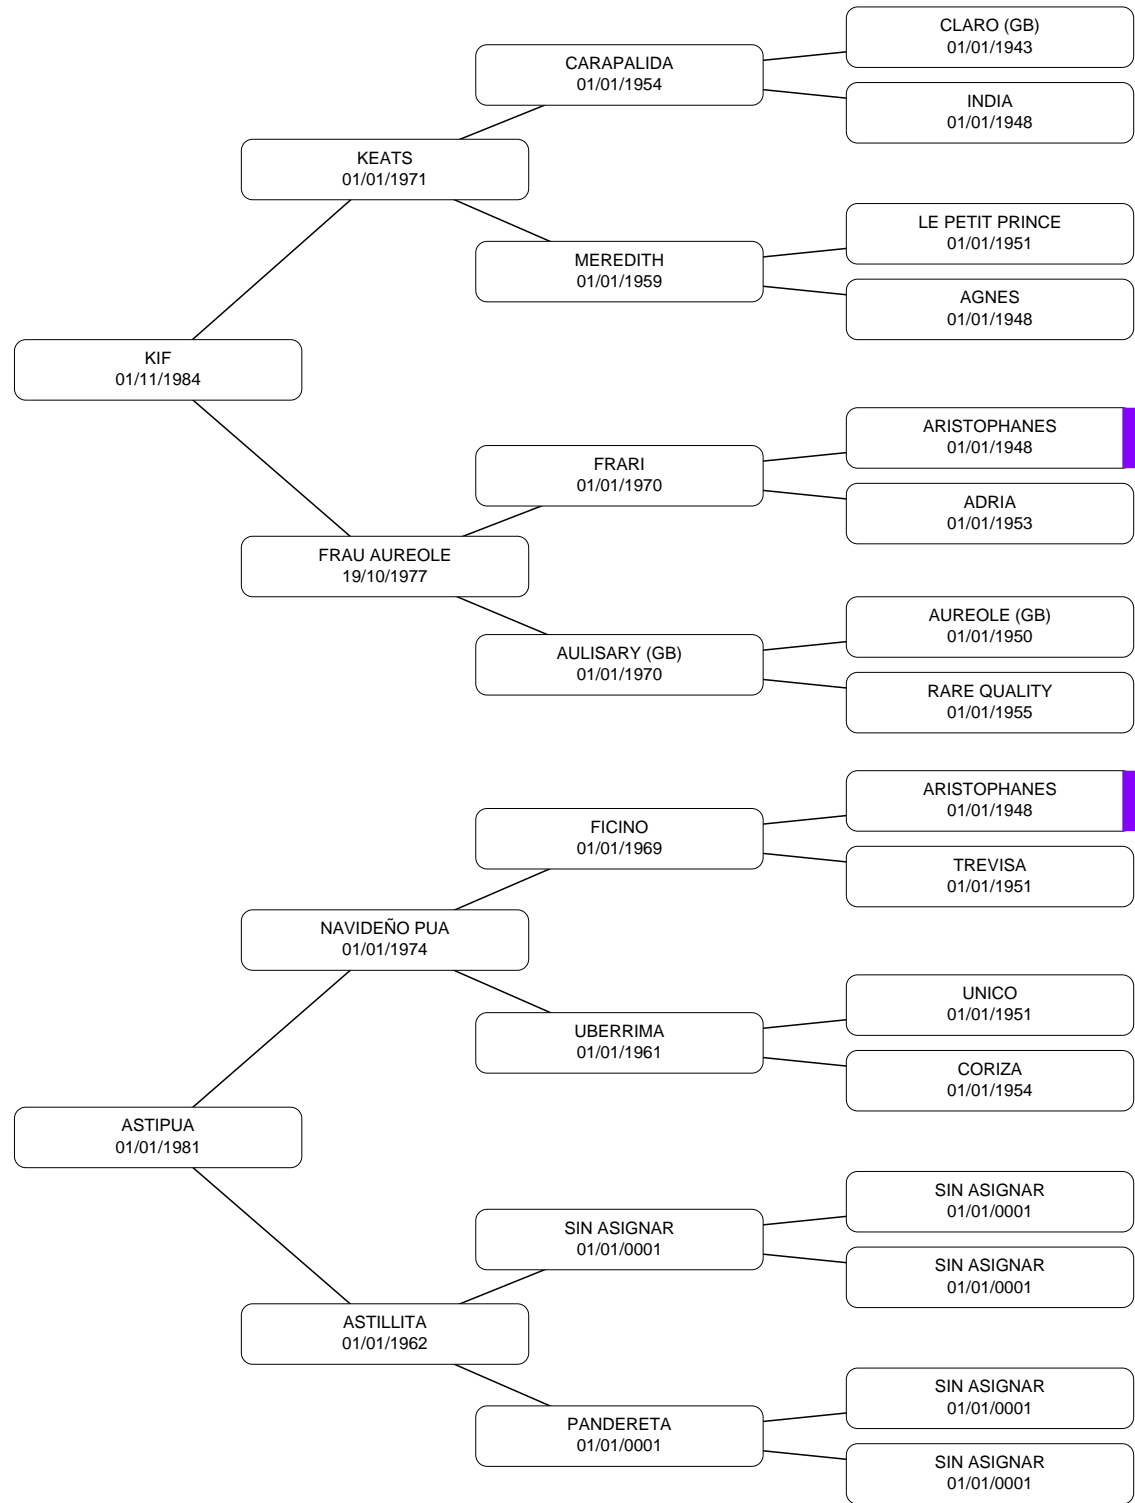 CLARO (GB)
01/01/1943
CARAPALIDA
01/01/1954
INDIA
01/01/1948
KEATS
01/01/1971
LE PETIT PRINCE
01/01/1951
MEREDITH
01/01/1959
AGNES
01/01/1948
KIF
01/11/1984
ARISTOPHANES
01/01/1948
FRARI
01/01/1970
ADRIA
01/01/1953
FRAU AUREOLE
19/10/1977
AUREOLE (GB)
01/01/1950
AULISARY (GB)
01/01/1970
RARE QUALITY
01/01/1955
ARISTOPHANES
01/01/1948
FICINO
01/01/1969
TREVISA
01/01/1951
NAVIDEÑO PUA
01/01/1974
UNICO
01/01/1951
UBERRIMA
01/01/1961
CORIZA
01/01/1954
ASTIPUA
01/01/1981
SIN ASIGNAR
01/01/0001
SIN ASIGNAR
01/01/0001
SIN ASIGNAR
01/01/0001
ASTILLITA
01/01/1962
SIN ASIGNAR
01/01/0001
PANDERETA
01/01/0001
SIN ASIGNAR
01/01/0001